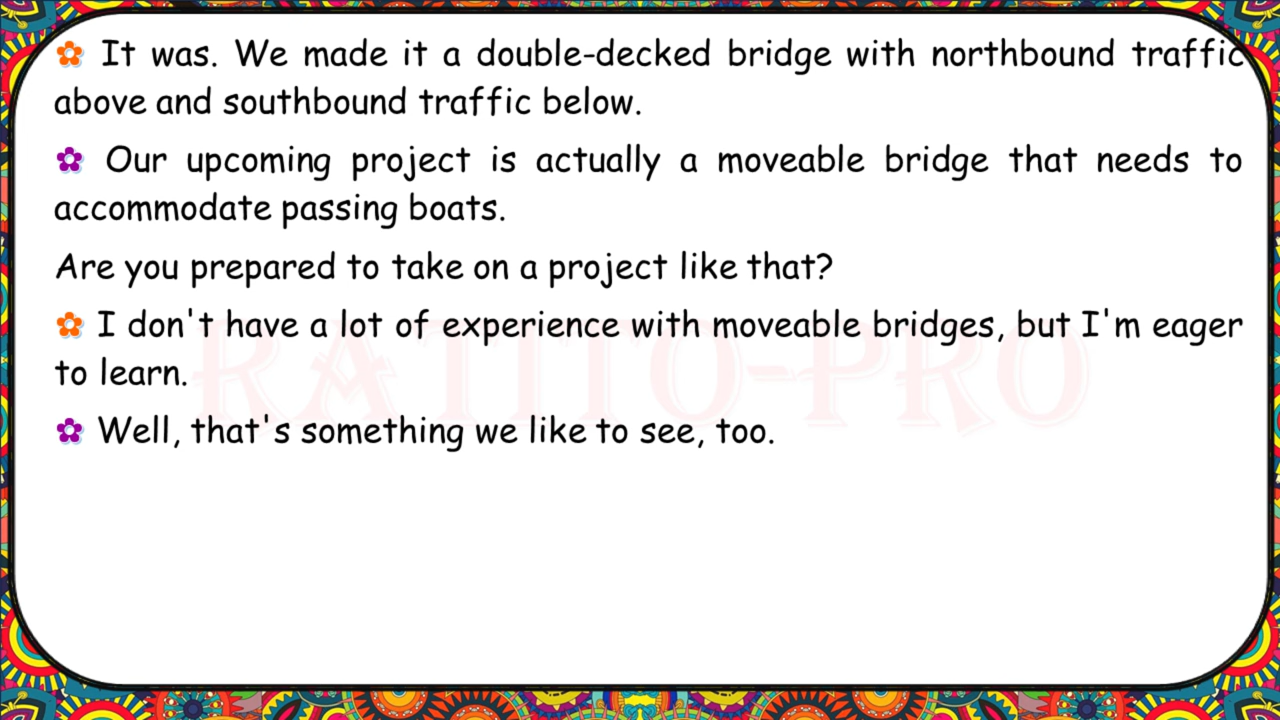 It was. We made it a double-decked bridge with northbound traffic
above and southbound traffic below.
Our upcoming project is actually a moveable bridge that needs to
accommodate passing boats.
Are you prepared to take on a project like that?
I don't have a lot of experience with moveable bridges, but I'm eager
to learn.
RATITO-PRO
Well, that's something we like to see, too.